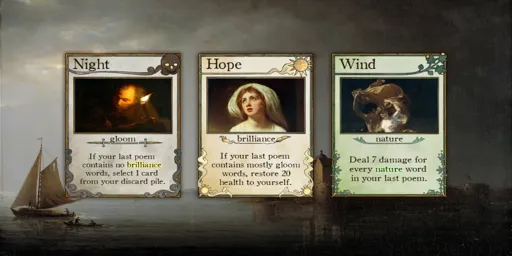 Night
gloom
If your last poem
contains no brilliance
words, select 1 card
from your discard pile.
Hope
brilliance
If your last poem
contains mostly gloom
words, restore 20
health to yourself.
Wind
nature
Deal 7 damage for
every nature word
in your last poem.